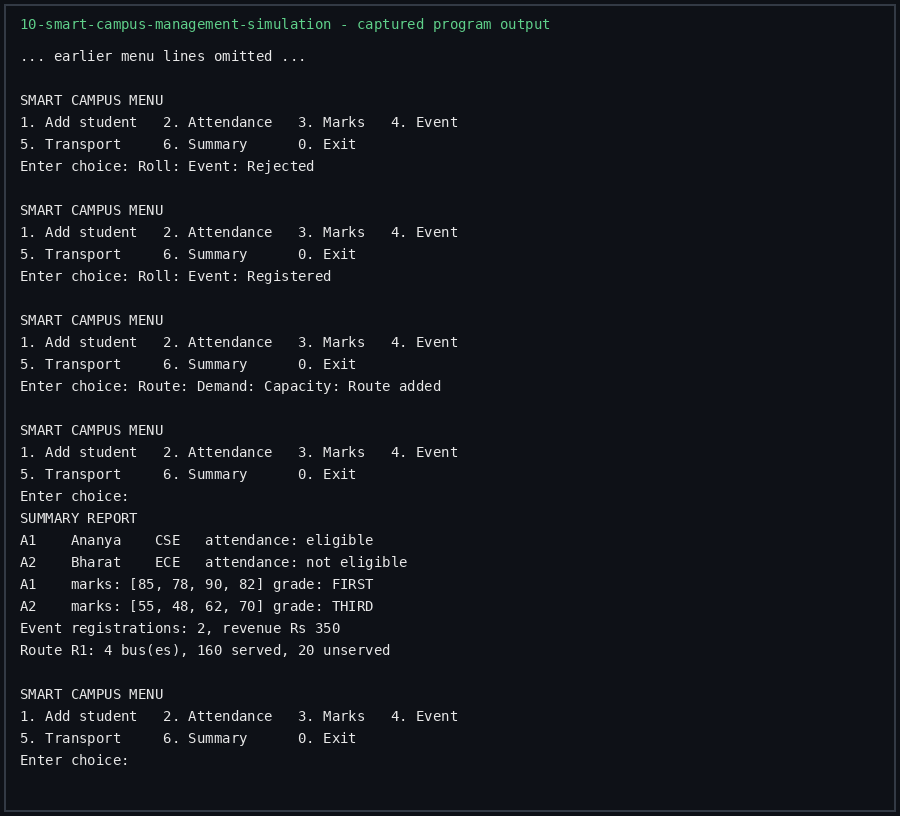 10-smart-campus-management-simulation - captured program output
... earlier menu lines omitted ...
SMART CAMPUS MENU
1. Add student   2. Attendance   3. Marks   4. Event
5. Transport     6. Summary      0. Exit
Enter choice: Roll: Event: Rejected
SMART CAMPUS MENU
1. Add student   2. Attendance   3. Marks   4. Event
5. Transport     6. Summary      0. Exit
Enter choice: Roll: Event: Registered
SMART CAMPUS MENU
1. Add student   2. Attendance   3. Marks   4. Event
5. Transport     6. Summary      0. Exit
Enter choice: Route: Demand: Capacity: Route added
SMART CAMPUS MENU
1. Add student   2. Attendance   3. Marks   4. Event
5. Transport     6. Summary      0. Exit
Enter choice:
SUMMARY REPORT
A1    Ananya    CSE   attendance: eligible
A2    Bharat    ECE   attendance: not eligible
A1    marks: [85, 78, 90, 82] grade: FIRST
A2    marks: [55, 48, 62, 70] grade: THIRD
Event registrations: 2, revenue Rs 350
Route R1: 4 bus(es), 160 served, 20 unserved
SMART CAMPUS MENU
1. Add student   2. Attendance   3. Marks   4. Event
5. Transport     6. Summary      0. Exit
Enter choice: